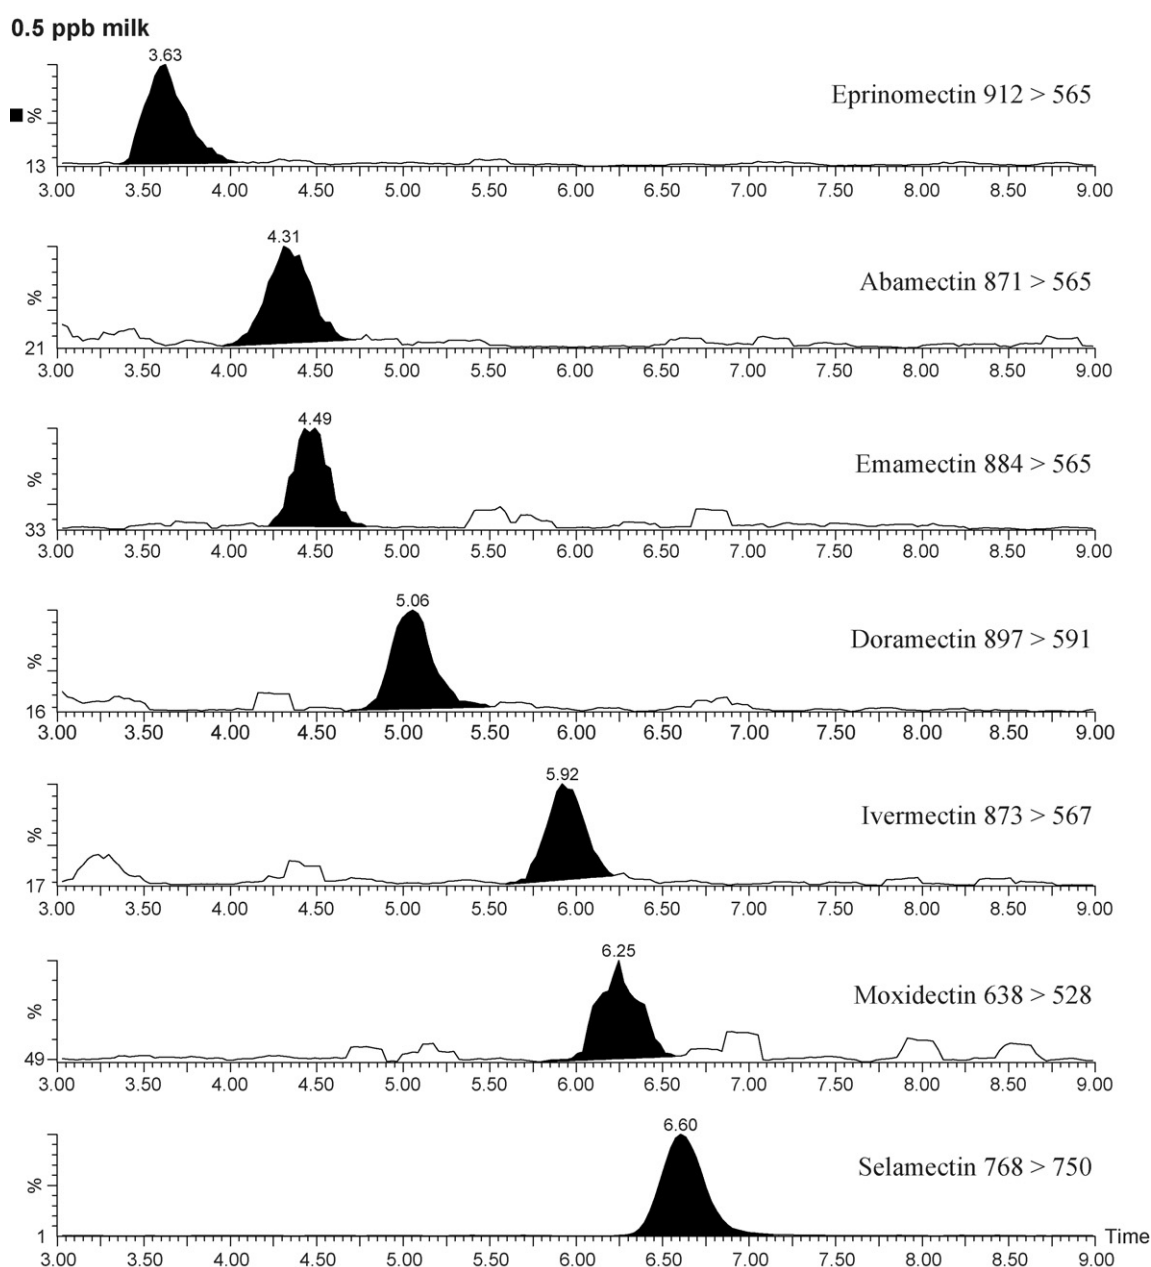 0.5 ppb milk
3.63
Eprinomectin 912 > 565
%
13
3.00 3.50 4.00 4.50 5.00 5.50 6.00 6.50 7.00 7.50 8.00 8.50 9.00
4.31
Abamectin 871 > 565
%
21
3.00 3.50 4.00 4.50 5.00 5.50 6.00 6.50 7.00 7.50 8.00 8.50 9.00
4.49
Emamectin 884 > 565
%
33
3.00 3.50 4.00 4.50 5.00 5.50 6.00 6.50 7.00 7.50 8.00 8.50 9.00
5.06
Doramectin 897 > 591
%
16
3.00 3.50 4.00 4.50 5.00 5.50 6.00 6.50 7.00 7.50 8.00 8.50 9.00
5.92
Ivermectin 873 > 567
%
17
3.00 3.50 4.00 4.50 5.00 5.50 6.00 6.50 7.00 7.50 8.00 8.50 9.00
6.25
Moxidectin 638 > 528
%
49
3.00 3.50 4.00 4.50 5.00 5.50 6.00 6.50 7.00 7.50 8.00 8.50 9.00
6.60
Selamectin 768 > 750
%
1
Time
3.00 3.50 4.00 4.50 5.00 5.50 6.00 6.50 7.00 7.50 8.00 8.50 9.00